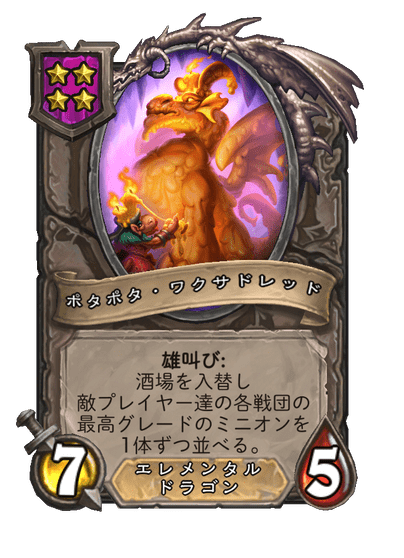 ポタポタ・ワクサドレッド
雄叫び:
酒場を入替し
敵プレイヤー達の各戦団の
最高グレードのミニオンを
1体ずつ並べる。
7
エレメンタル
ドラゴン
5